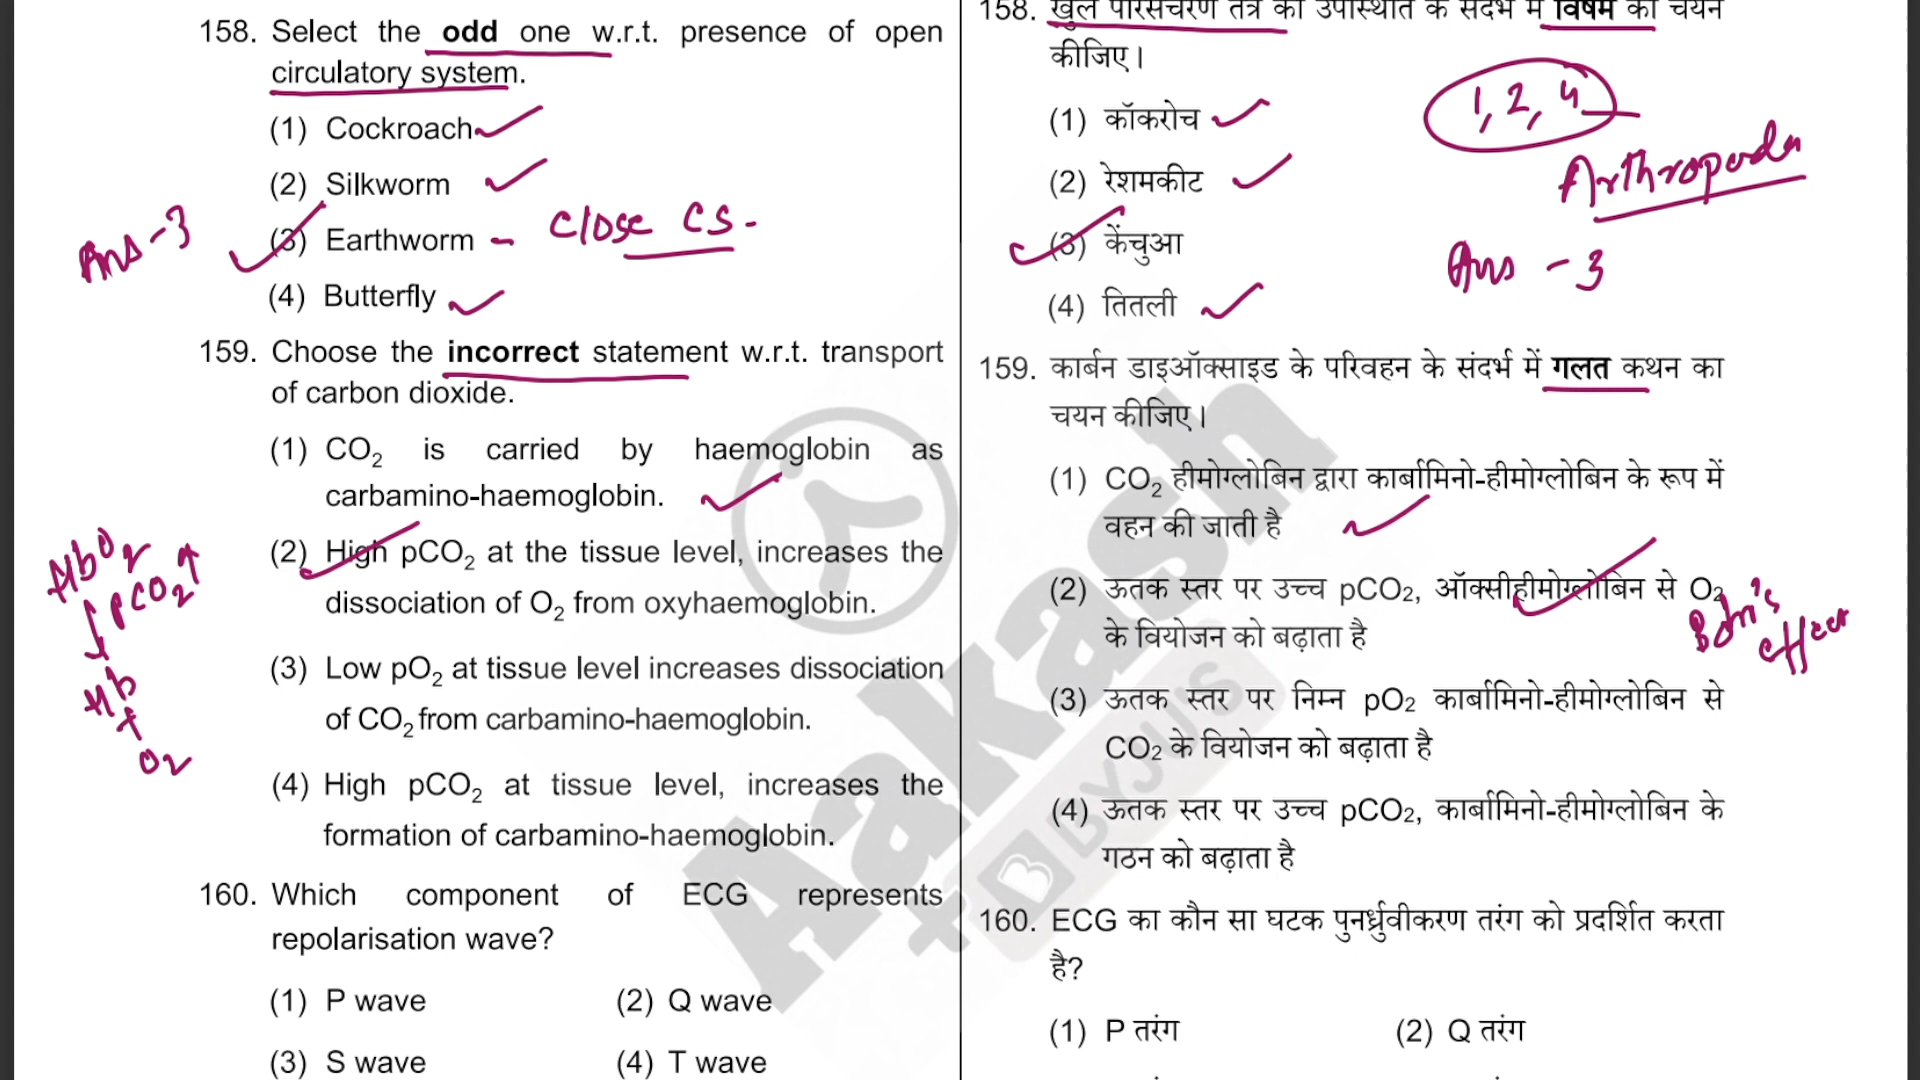 158. Select the odd one w.r.t. presence of open
circulatory system.
(1) Cockroach
(2) Silkworm
(3) Earthworm - Close CS.
(4) Butterfly
Ans - 3
159. Choose the incorrect statement w.r.t. transport
of carbon dioxide.
(1) CO2 is carried by haemoglobin as
carbamino-haemoglobin.
(2) High pCO2 at the tissue level, increases the
dissociation of O2 from oxyhaemoglobin.
(3) Low pO2 at tissue level increases dissociation
of CO2 from carbamino-haemoglobin.
(4) High pCO2 at tissue level, increases the
formation of carbamino-haemoglobin.
HbO2
↓ pCO2↑
Hb
+
O2
160. Which component of ECG represents
repolarisation wave?
(1) P wave (2) Q wave
(3) S wave (4) T wave
158. खुले परिसंचरण तंत्र की उपस्थिति के संदर्भ में विषम का चयन
कीजिए।
(1) कॉकरोच
(2) रेशमकीट
(3) केंचुआ
(4) तितली
1, 2, 4
Arthropoda
Ans - 3
159. कार्बन डाइऑक्साइड के परिवहन के संदर्भ में गलत कथन का
चयन कीजिए।
(1) CO2 हीमोग्लोबिन द्वारा कार्बामिनो-हीमोग्लोबिन के रूप में
वहन की जाती है
(2) ऊतक स्तर पर उच्च pCO2, ऑक्सीहीमोग्लोबिन से O2
के वियोजन को बढ़ाता है
Bohr's
effect
(3) ऊतक स्तर पर निम्न pO2 कार्बामिनो-हीमोग्लोबिन से
CO2 के वियोजन को बढ़ाता है
(4) ऊतक स्तर पर उच्च pCO2, कार्बामिनो-हीमोग्लोबिन के
गठन को बढ़ाता है
160. ECG का कौन सा घटक पुनर्ध्रुवीकरण तरंग को प्रदर्शित करता
है?
(1) P तरंग (2) Q तरंग
Aakash
+ BYJU'S